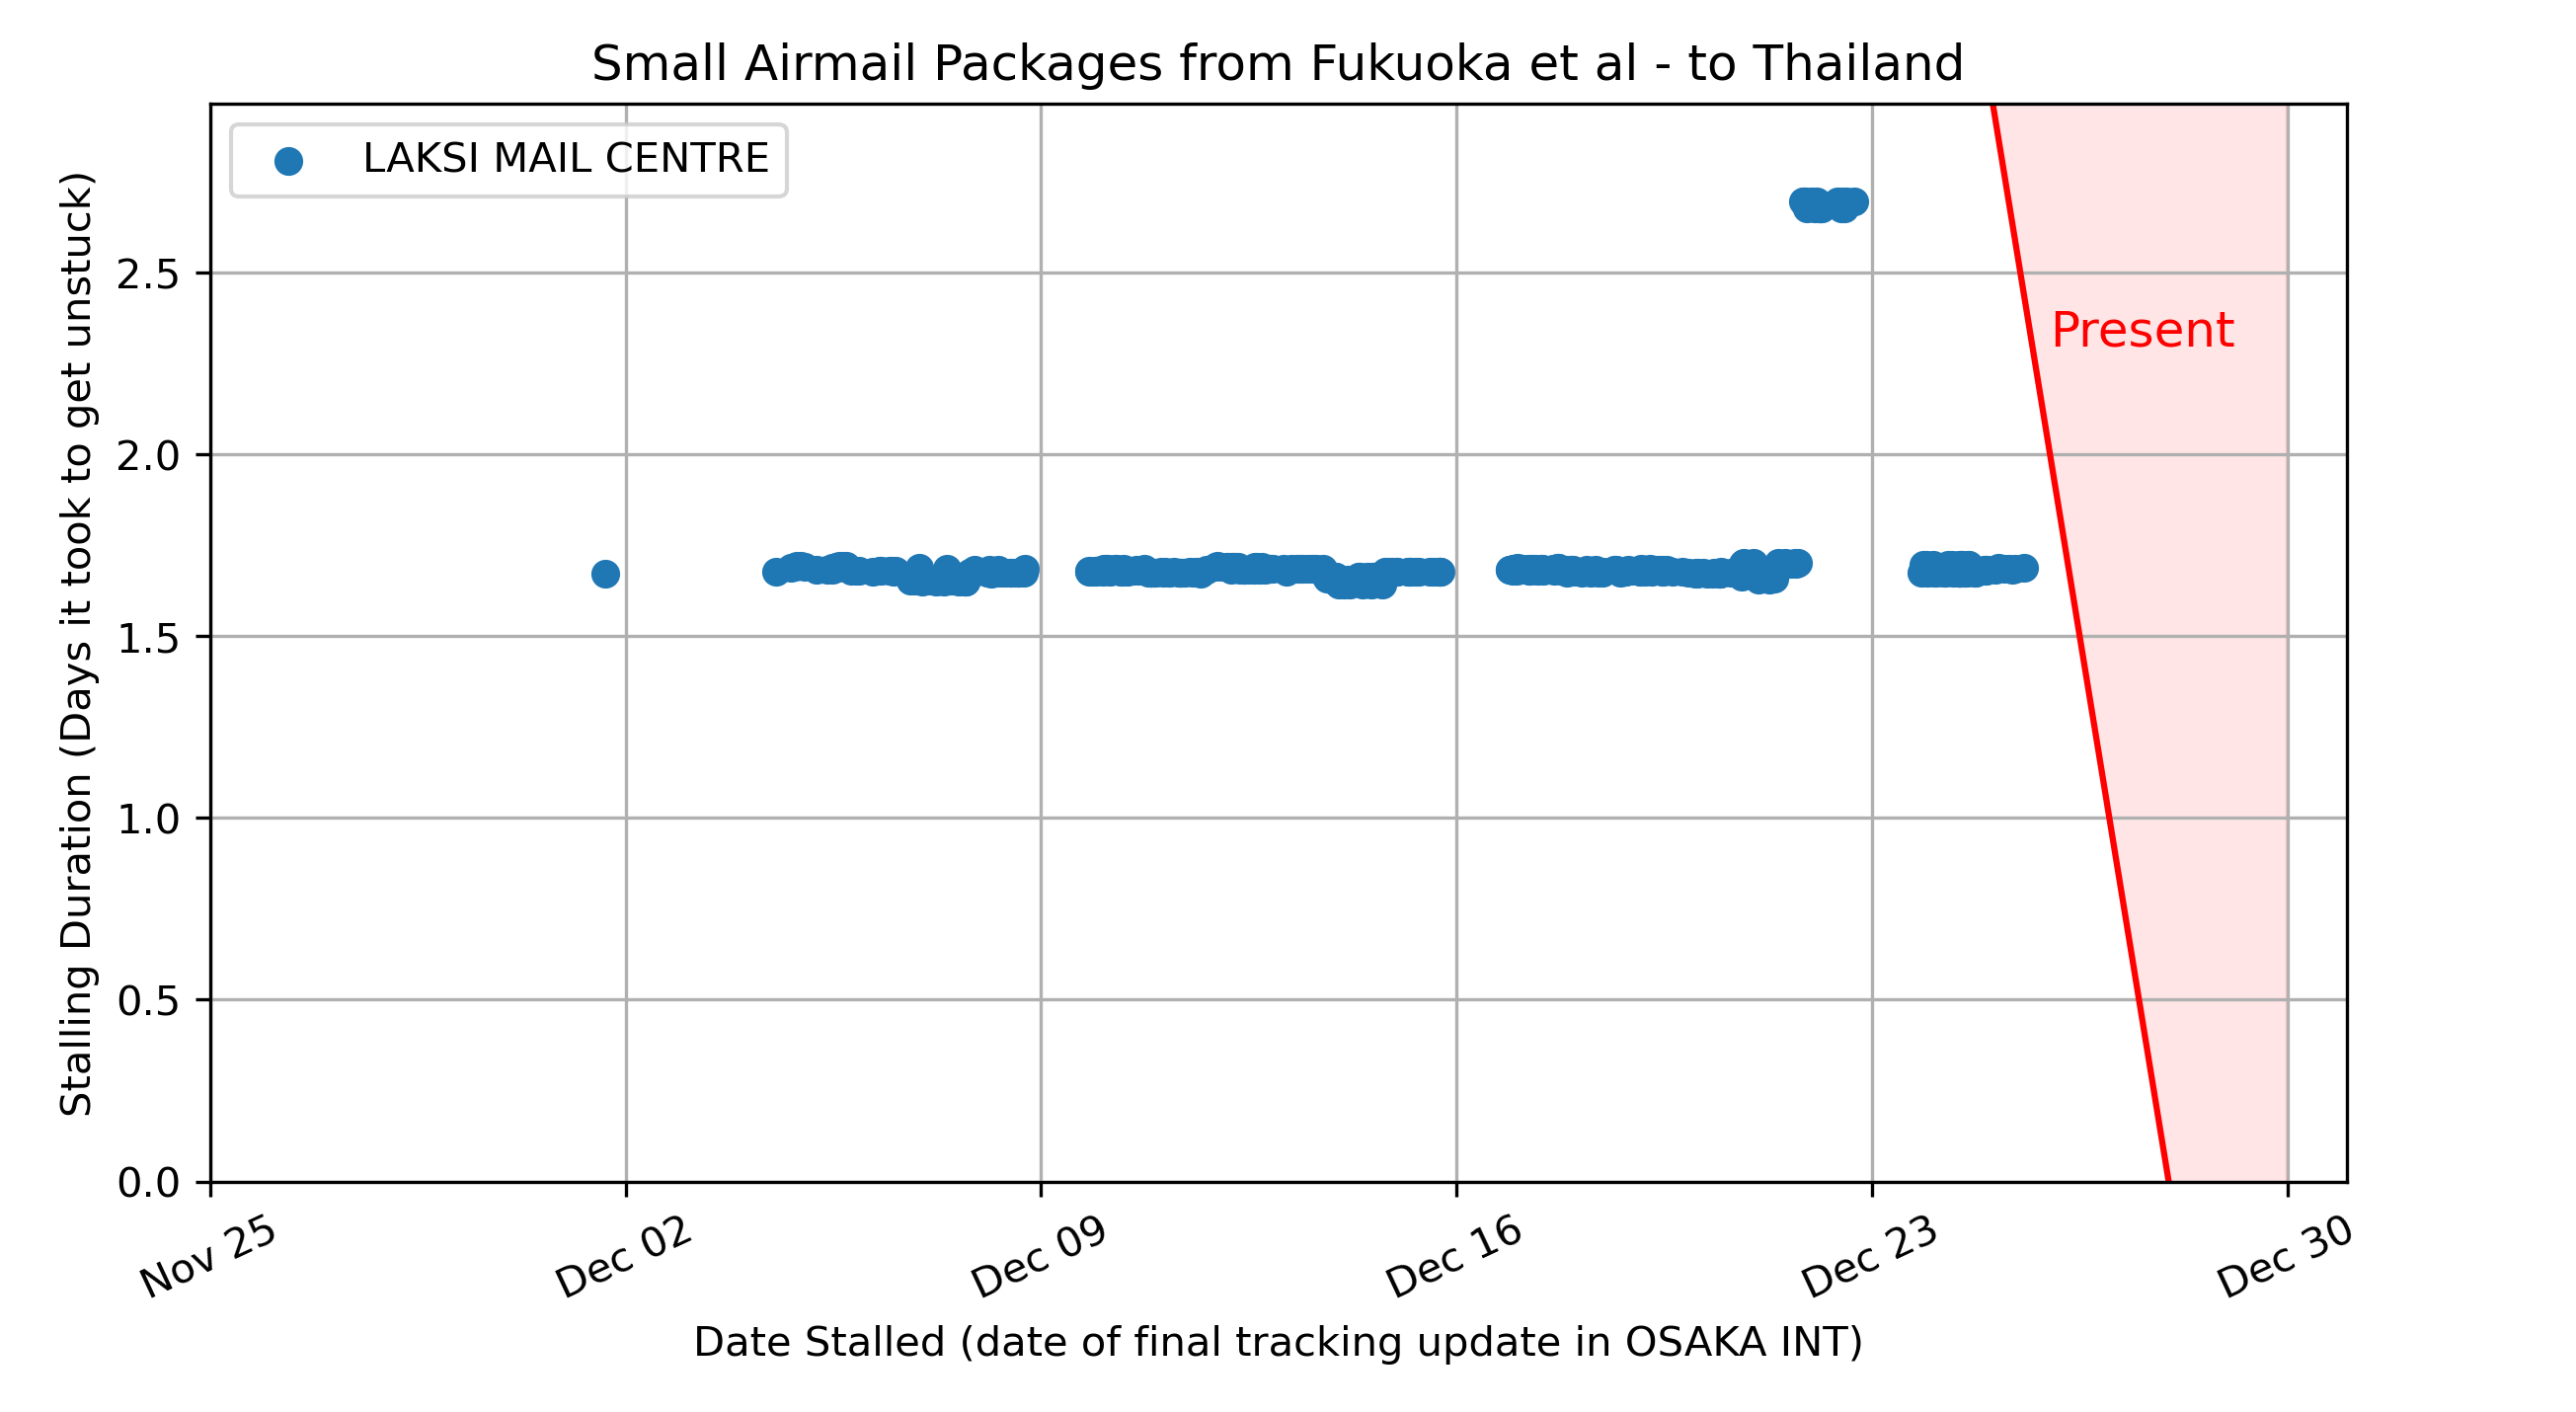 Small Airmail Packages from Fukuoka et al - to Thailand
LAKSI MAIL CENTRE
Present
Stalling Duration (Days it took to get unstuck)
2.5
2.0
1.5
1.0
0.5
0.0
Nov 25
Dec 02
Dec 09
Dec 16
Dec 23
Dec 30
Date Stalled (date of final tracking update in OSAKA INT)